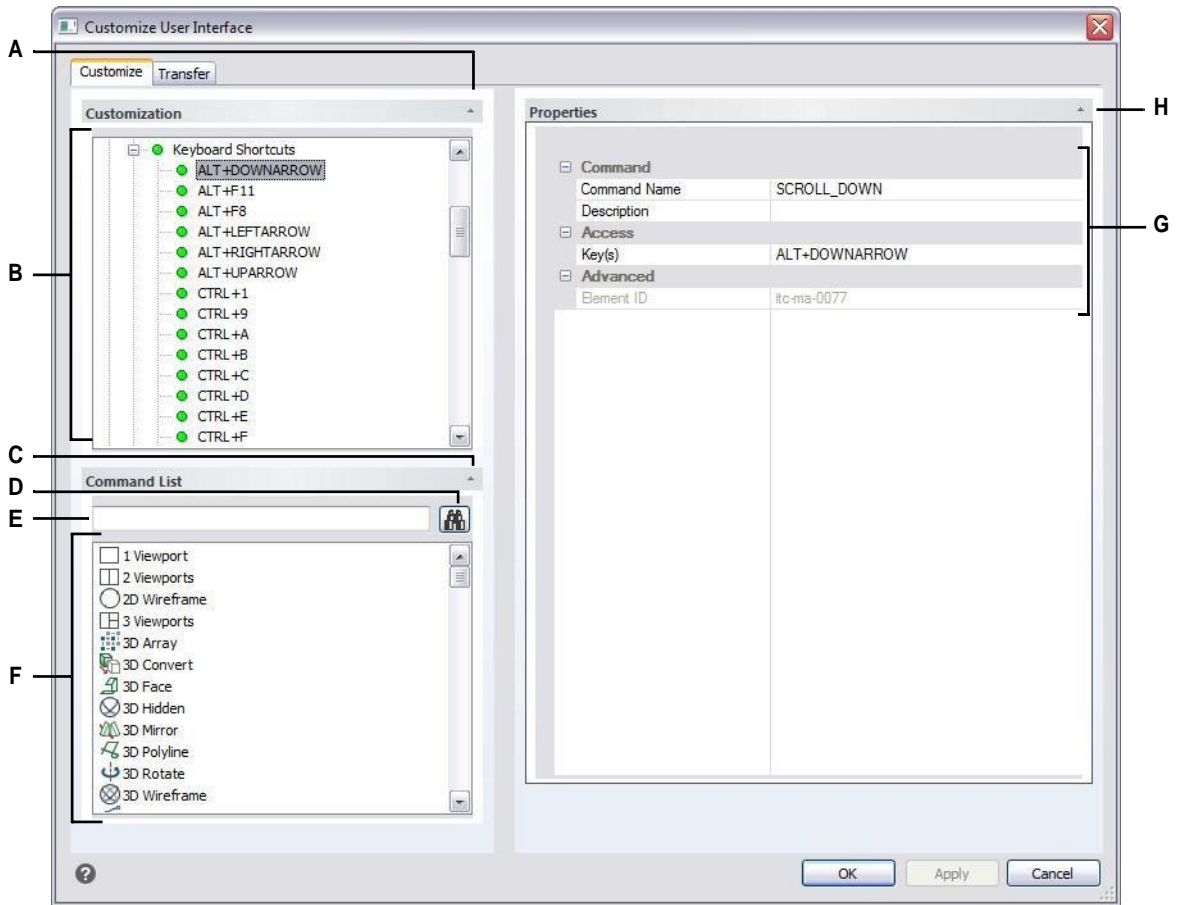 Customize User Interface
A
Customize Transfer
Customization
Properties
H
Keyboard Shortcuts
ALT+DOWNARROW
ALT+F11
ALT+F8
ALT+LEFTARROW
ALT+RIGHTARROW
ALT+UPARROW
CTRL+1
CTRL+9
CTRL+A
CTRL+B
CTRL+C
CTRL+D
CTRL+E
CTRL+F
B
Command
Command Name SCROLL_DOWN
Description
Access
Key(s) ALT+DOWNARROW
Advanced
Element ID itc-ma-0077
G
C
Command List
D
E
1 Viewport
2 Viewports
2D Wireframe
3 Viewports
3D Array
3D Convert
3D Face
3D Hidden
3D Mirror
3D Polyline
3D Rotate
3D Wireframe
F
?
OK Apply Cancel